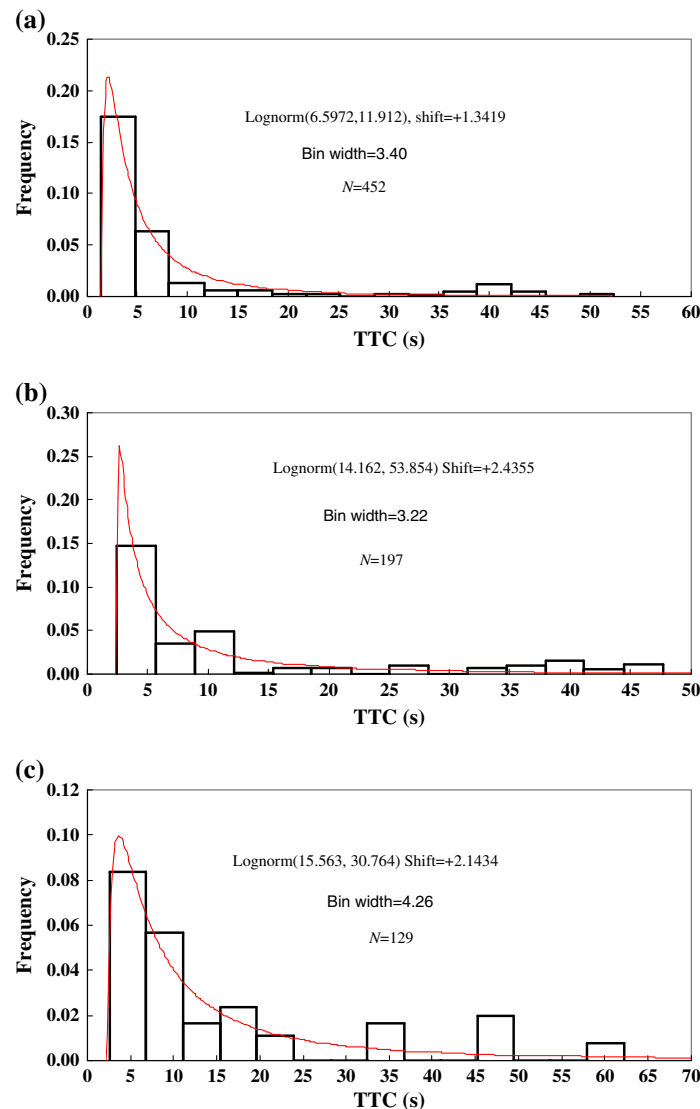 (a)
0.25
0.20
0.15
0.10
0.05
0.00
Frequency
Lognorm(6.5972,11.912), shift=+1.3419
Bin width=3.40
N=452
0 5 10 15 20 25 30 35 40 45 50 55 60
TTC (s)
(b)
0.30
0.25
0.20
0.15
0.10
0.05
0.00
Frequency
Lognorm(14.162, 53.854) Shift=+2.4355
Bin width=3.22
N=197
0 5 10 15 20 25 30 35 40 45 50
TTC (s)
(c)
0.12
0.10
0.08
0.06
0.04
0.02
0.00
Frequency
Lognorm(15.563, 30.764) Shift=+2.1434
Bin width=4.26
N=129
0 5 10 15 20 25 30 35 40 45 50 55 60 65 70
TTC (s)